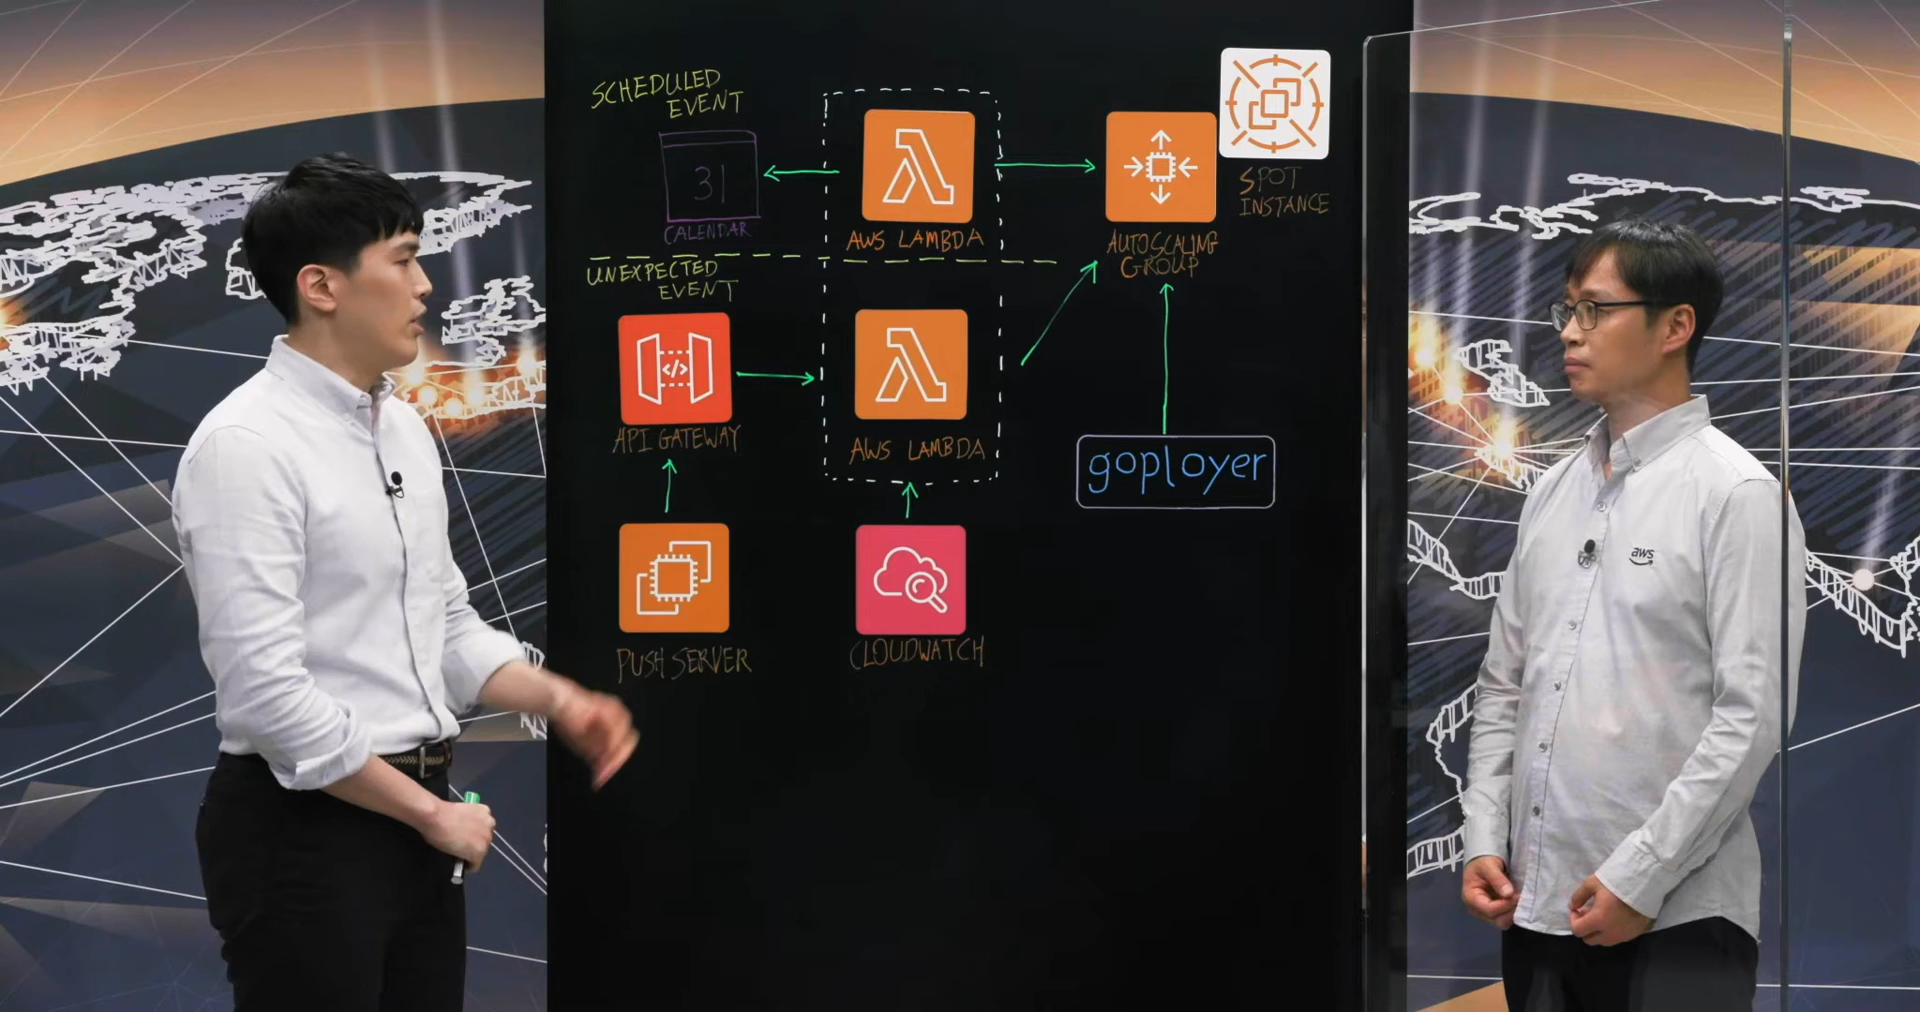 SCHEDULED
EVENT
31
CALENDAR
AWS LAMBDA
AUTOSCALING
GROUP
SPOT
INSTANCE
UNEXPECTED
EVENT
</>
API GATEWAY
AWS LAMBDA
goployer
PUSH SERVER
CLOUDWATCH
aws